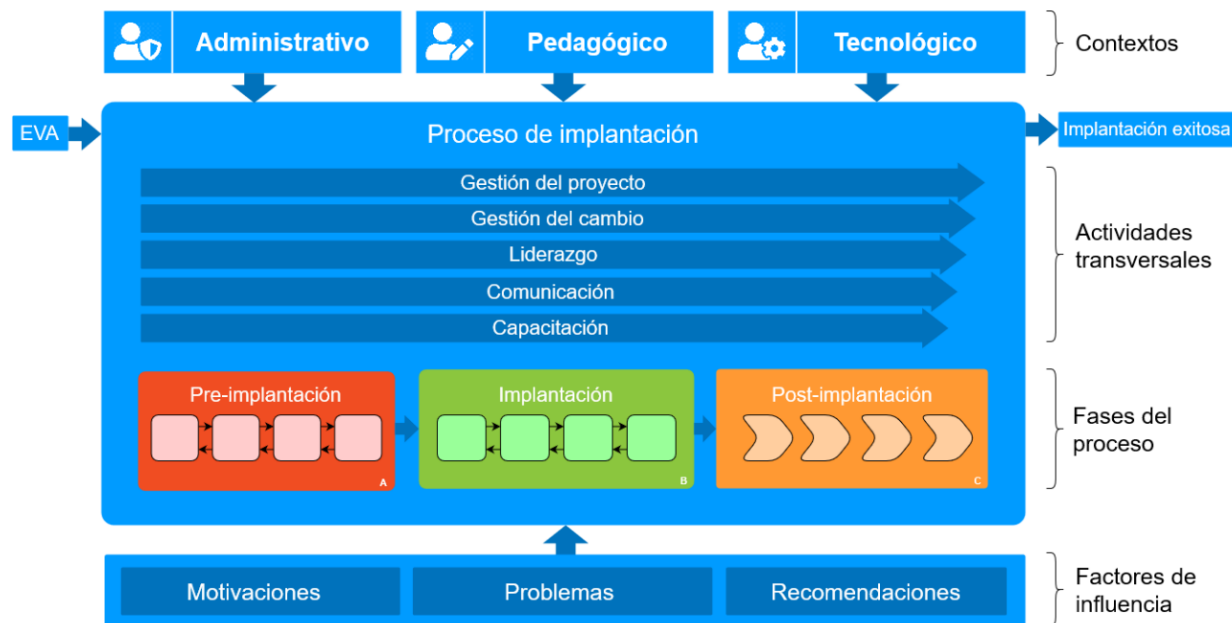 Administrativo
Pedagógico
Tecnológico
Contextos
EVA
Proceso de implantación
Implantación exitosa
Gestión del proyecto
Gestión del cambio
Liderazgo
Comunicación
Capacitación
Actividades
transversales
Pre-implantación
A
Implantación
B
Post-implantación
C
Fases del
proceso
Motivaciones
Problemas
Recomendaciones
Factores de
influencia